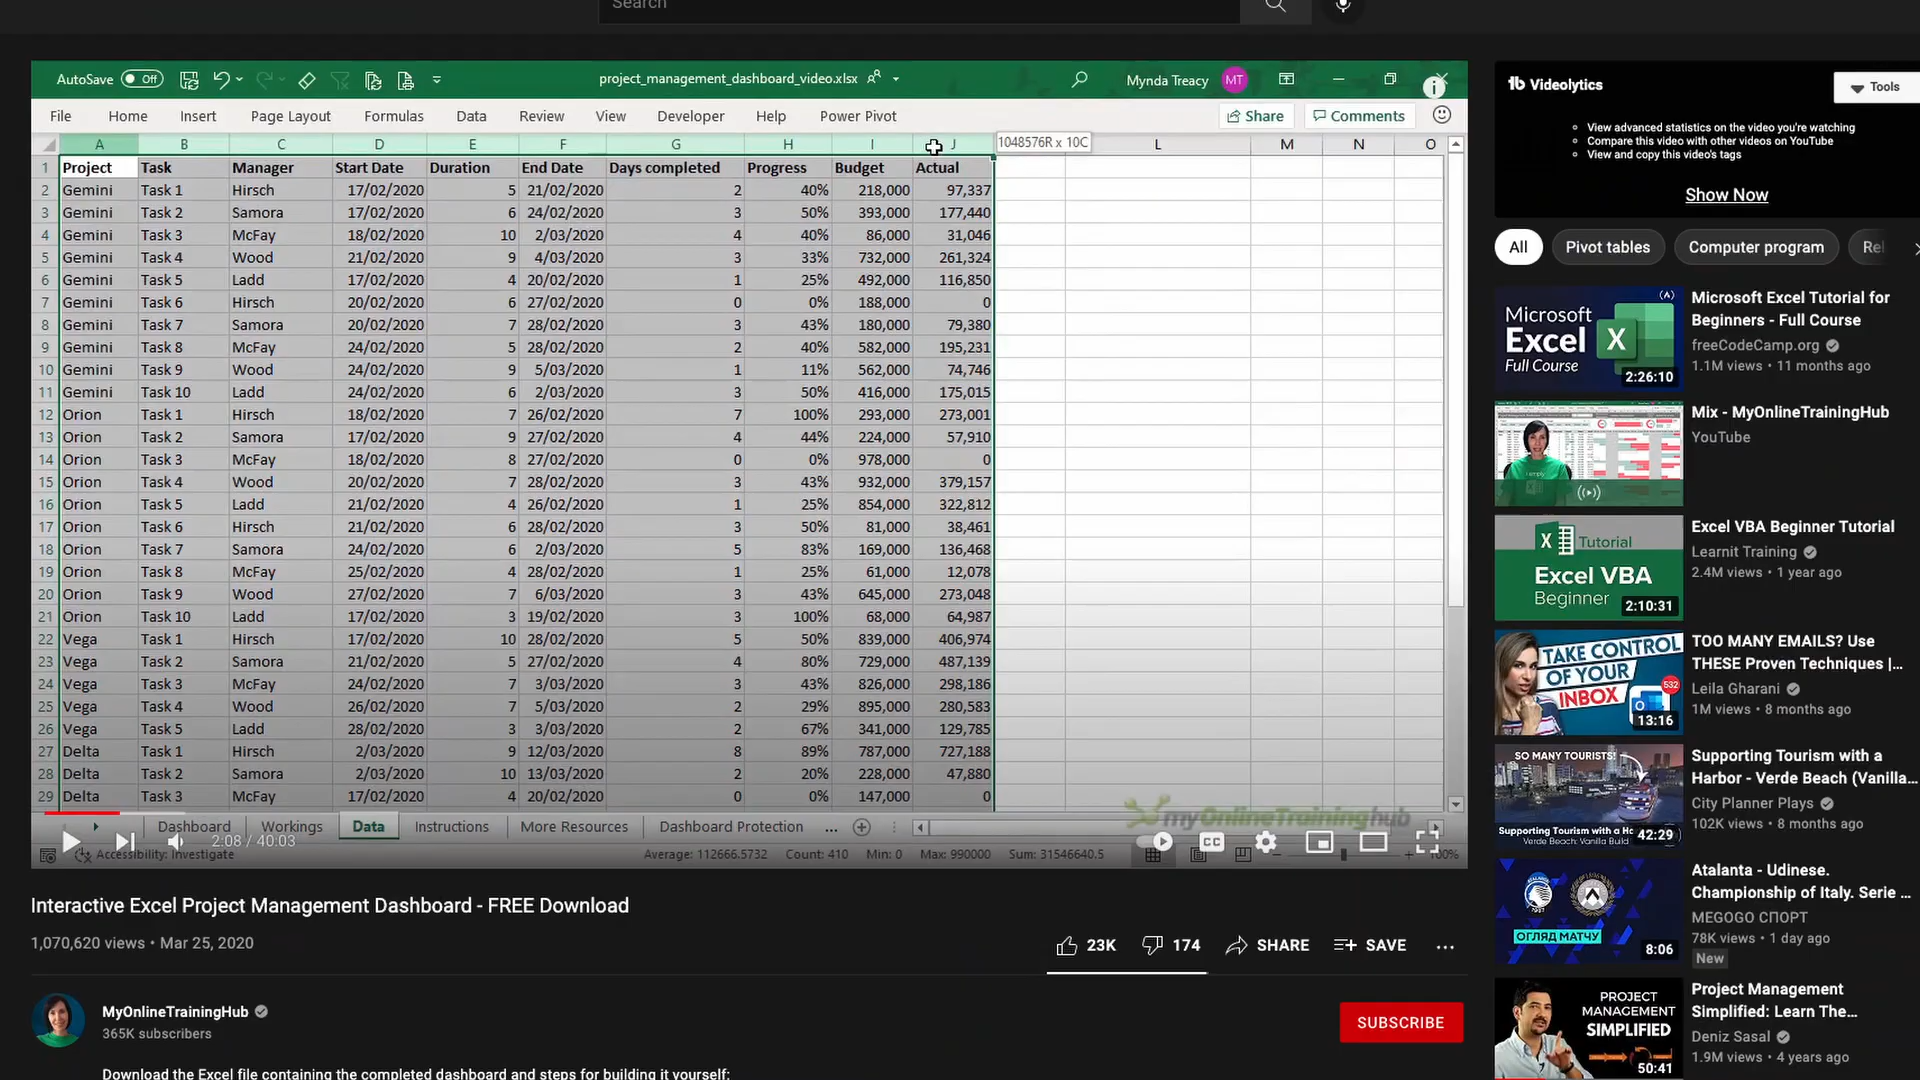 Search
AutoSave Off
project_management_dashboard_video.xlsx
Mynda Treacy MT
File Home Insert Page Layout Formulas Data Review View Developer Help Power Pivot Share Comments
A B C D E F G H I J 1048576R x 10C L M N O
1 Project Task Manager Start Date Duration End Date Days completed Progress Budget Actual
2 Gemini Task 1 Hirsch 17/02/2020 5 21/02/2020 2 40% 218,000 97,337
3 Gemini Task 2 Samora 17/02/2020 6 24/02/2020 3 50% 393,000 177,440
4 Gemini Task 3 McFay 18/02/2020 10 2/03/2020 4 40% 86,000 31,046
5 Gemini Task 4 Wood 21/02/2020 9 4/03/2020 3 33% 732,000 261,324
6 Gemini Task 5 Ladd 17/02/2020 4 20/02/2020 1 25% 492,000 116,850
7 Gemini Task 6 Hirsch 20/02/2020 6 27/02/2020 0 0% 188,000 0
8 Gemini Task 7 Samora 20/02/2020 7 28/02/2020 3 43% 180,000 79,380
9 Gemini Task 8 McFay 24/02/2020 5 28/02/2020 2 40% 582,000 195,231
10 Gemini Task 9 Wood 24/02/2020 9 5/03/2020 1 11% 562,000 74,746
11 Gemini Task 10 Ladd 24/02/2020 6 2/03/2020 3 50% 416,000 175,015
12 Orion Task 1 Hirsch 18/02/2020 7 26/02/2020 7 100% 293,000 273,001
13 Orion Task 2 Samora 17/02/2020 9 27/02/2020 4 44% 224,000 57,910
14 Orion Task 3 McFay 18/02/2020 8 27/02/2020 0 0% 978,000 0
15 Orion Task 4 Wood 20/02/2020 7 28/02/2020 3 43% 932,000 379,157
16 Orion Task 5 Ladd 21/02/2020 4 26/02/2020 1 25% 854,000 322,812
17 Orion Task 6 Hirsch 21/02/2020 6 28/02/2020 3 50% 81,000 38,461
18 Orion Task 7 Samora 24/02/2020 6 2/03/2020 5 83% 169,000 136,468
19 Orion Task 8 McFay 25/02/2020 4 28/02/2020 1 25% 61,000 12,078
20 Orion Task 9 Wood 27/02/2020 7 6/03/2020 3 43% 645,000 273,048
21 Orion Task 10 Ladd 17/02/2020 3 19/02/2020 3 100% 68,000 64,987
22 Vega Task 1 Hirsch 17/02/2020 10 28/02/2020 5 50% 839,000 406,974
23 Vega Task 2 Samora 21/02/2020 5 27/02/2020 4 80% 729,000 487,139
24 Vega Task 3 McFay 24/02/2020 7 3/03/2020 3 43% 826,000 298,186
25 Vega Task 4 Wood 26/02/2020 7 5/03/2020 2 29% 895,000 280,583
26 Vega Task 5 Ladd 28/02/2020 3 3/03/2020 2 67% 341,000 129,785
27 Delta Task 1 Hirsch 2/03/2020 9 12/03/2020 8 89% 787,000 727,188
28 Delta Task 2 Samora 2/03/2020 10 13/03/2020 2 20% 228,000 47,880
29 Delta Task 3 McFay 17/02/2020 4 20/02/2020 0 0% 147,000 0
myOnlineTraininghub
Dashboard Workings Data Instructions More Resources Dashboard Protection ...
2:08 / 40:03
Accessibility: Investigate Average: 112666.5732 Count: 410 Min: 0 Max: 990000 Sum: 31546640.5 100%
Interactive Excel Project Management Dashboard - FREE Download
1,070,620 views • Mar 25, 2020
23K 174 SHARE SAVE ...
MyOnlineTrainingHub
365K subscribers
SUBSCRIBE
Download the Excel file containing the completed dashboard and steps for building it yourself:
tb Videolytics
Tools
View advanced statistics on the video you're watching
Compare this video with other videos on YouTube
View and copy this video's tags
Show Now
All Pivot tables Computer program Rel
Microsoft
Excel
Full Course
2:26:10
Microsoft Excel Tutorial for
Beginners - Full Course
freeCodeCamp.org
1.1M views • 11 months ago
Mix - MyOnlineTrainingHub
YouTube
Tutorial
Excel VBA
Beginner
2:10:31
Excel VBA Beginner Tutorial
Learnit Training
2.4M views • 1 year ago
TAKE CONTROL
OF YOUR
INBOX
532
13:16
TOO MANY EMAILS? Use
THESE Proven Techniques |...
Leila Gharani
1M views • 8 months ago
SO MANY TOURISTS!
Supporting Tourism with a Ha
Verde Beach: Vanilla Build
42:29
Supporting Tourism with a
Harbor - Verde Beach (Vanilla...
City Planner Plays
102K views • 8 months ago
ОГЛЯД МАТЧУ
8:06
Atalanta - Udinese.
Championship of Italy. Serie ...
MEGOGO СПОРТ
78K views • 1 day ago
New
PROJECT
MANAGEMENT
SIMPLIFIED
50:41
Project Management
Simplified: Learn The...
Deniz Sasal
1.9M views • 4 years ago